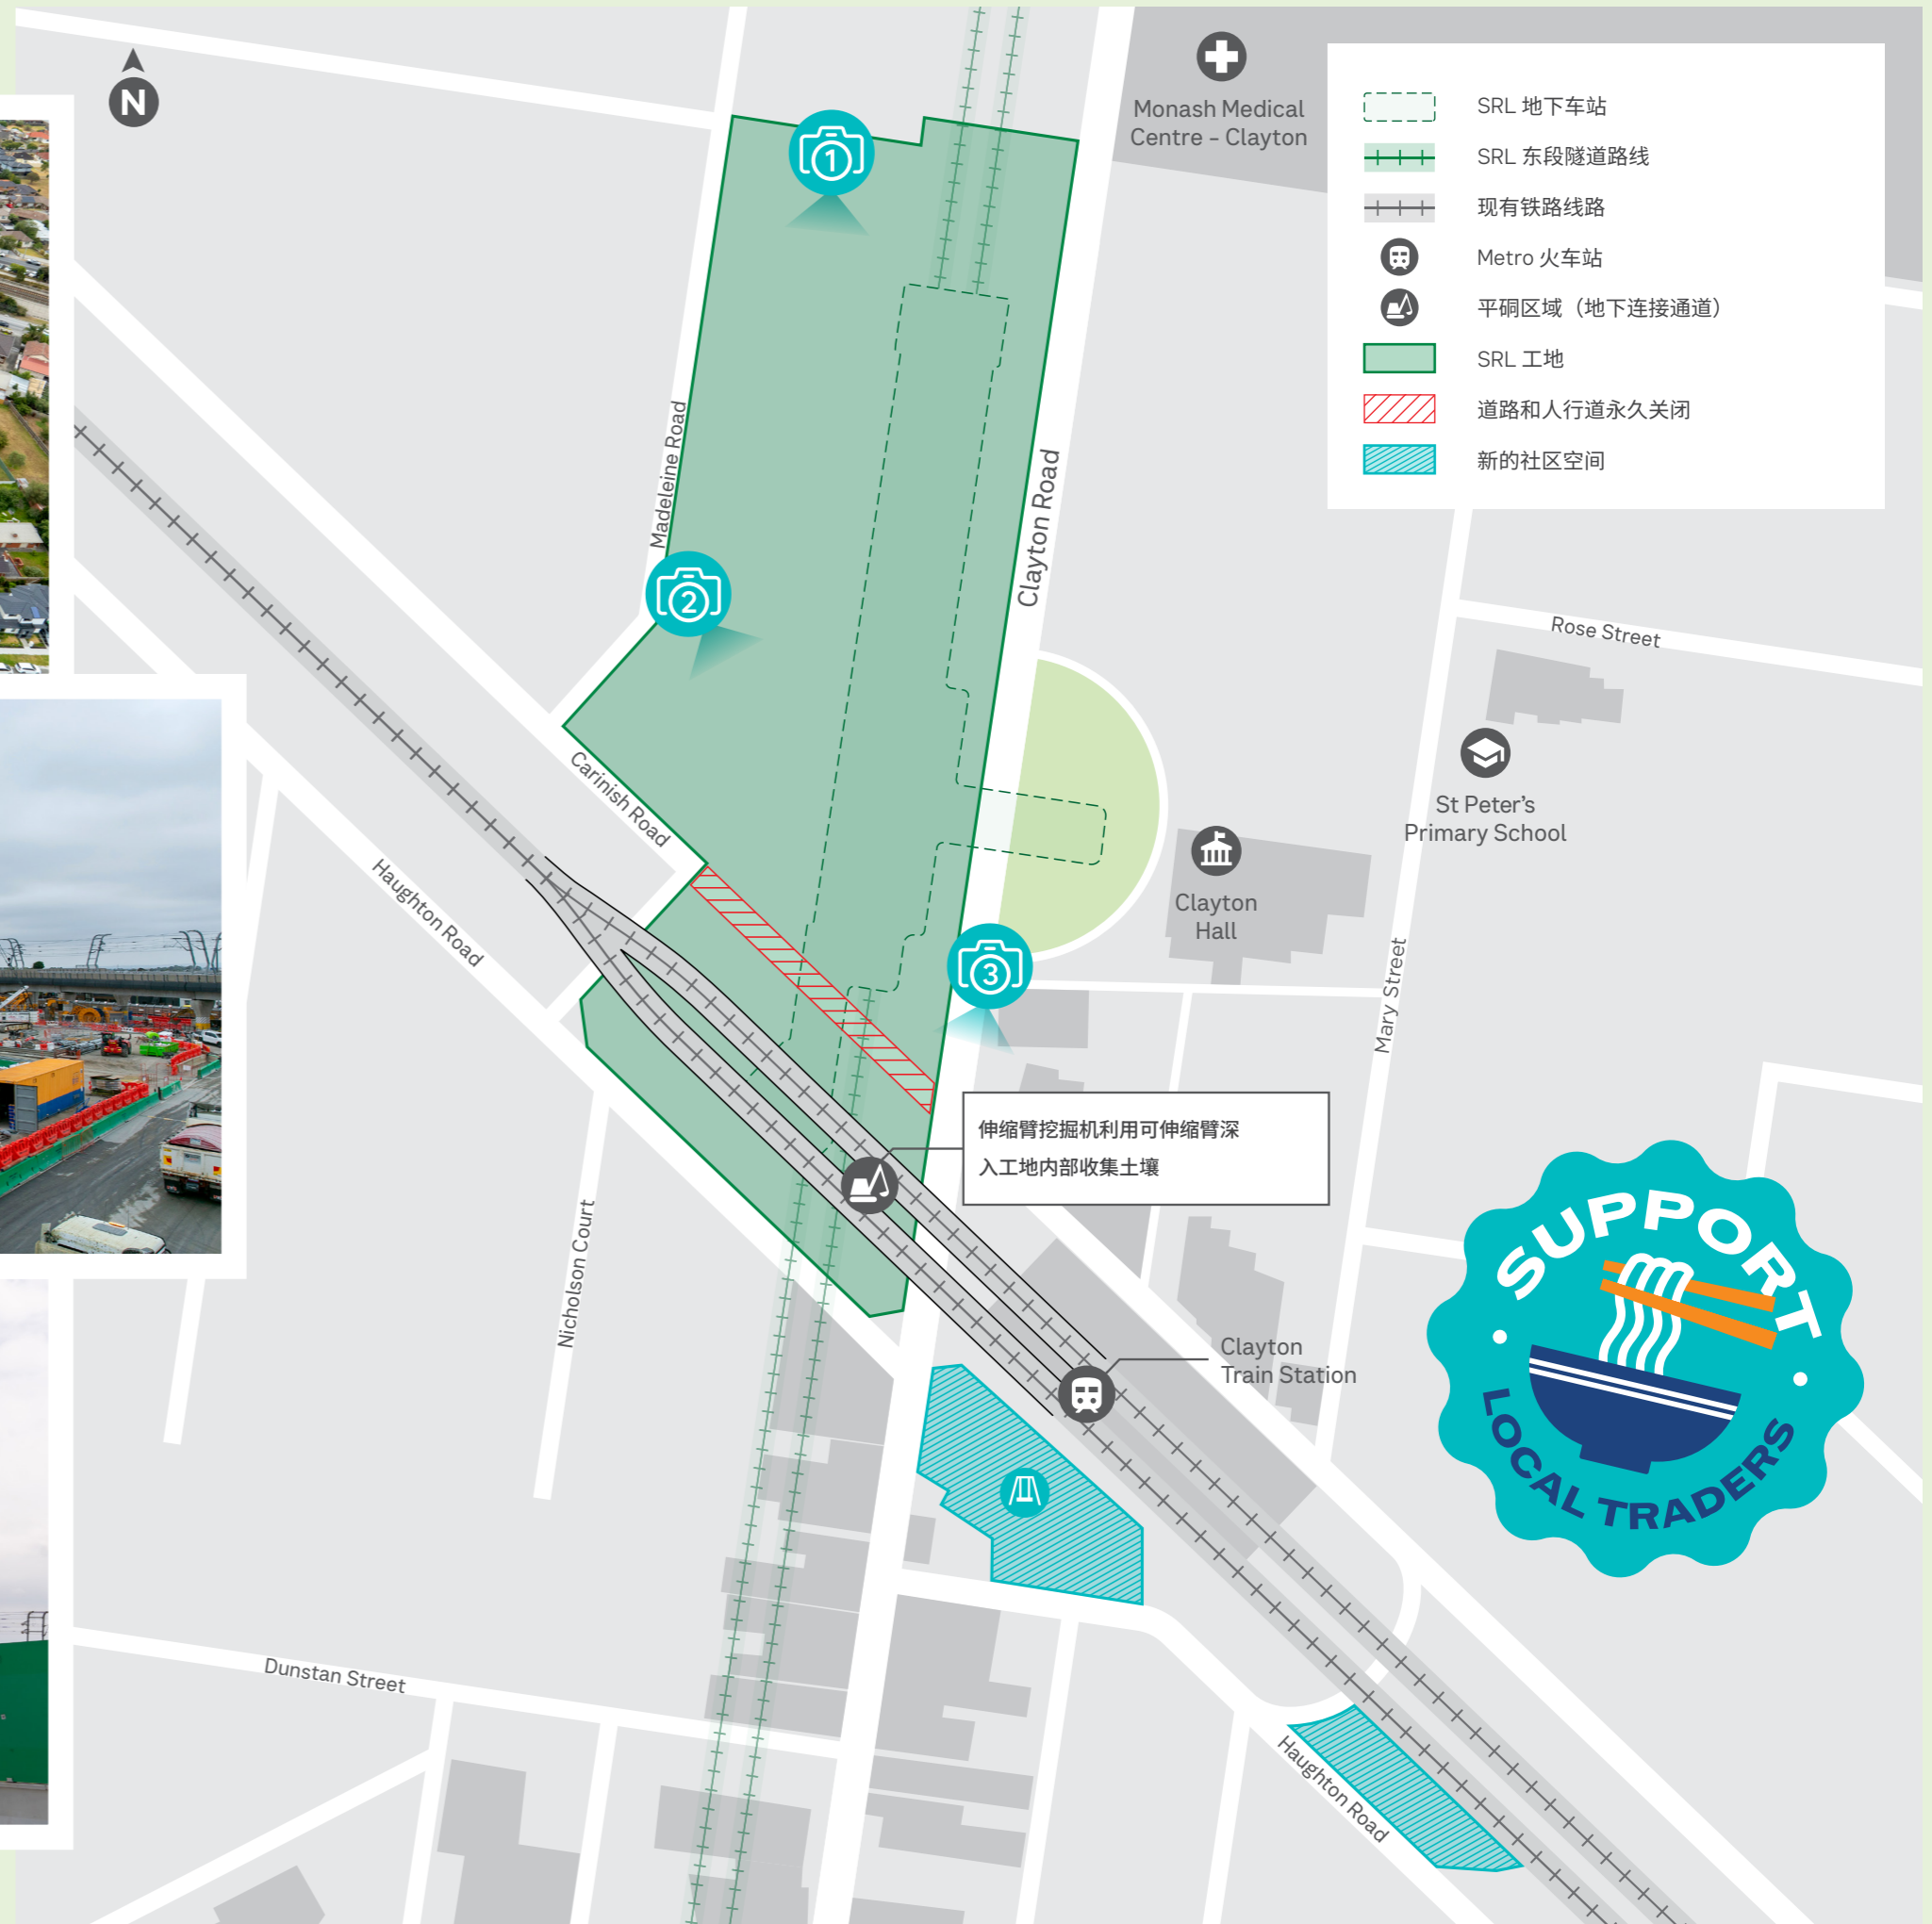 N
Monash Medical
Centre – Clayton
SRL 地下车站
SRL 东段隧道路线
现有铁路线路
Metro 火车站
平硐区域（地下连接通道）
SRL 工地
道路和人行道永久关闭
新的社区空间
1
Madeleine Road
Clayton Road
2
Rose Street
St Peter’s
Primary School
Carinish Road
Haughton Road
Clayton
Hall
3
Mary Street
伸缩臂挖掘机利用可伸缩臂深
入工地内部收集土壤
Nicholson Court
Clayton
Train Station
SUPPORT
LOCAL TRADERS
Dunstan Street
Haughton Road